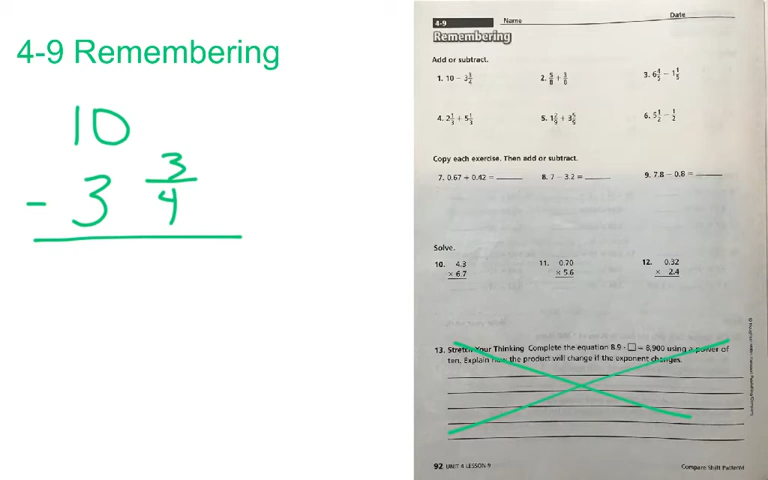 4-9 Remembering
10
- 3 3/4
4-9 Name Date
Remembering
Add or subtract.
1. 10 − 3 3/4 2. 5/8 + 3/8 3. 6 4/5 − 1 1/5
4. 2 1/3 + 5 1/3 5. 1 2/9 + 3 5/9 6. 5 1/2 − 1/2
Copy each exercise. Then add or subtract.
7. 0.67 + 0.42 = 8. 7 − 3.2 = 9. 7.8 − 0.8 =
Solve.
10. 4.3 11. 0.70 12. 0.32
× 6.7 × 5.6 × 2.4
13. Stretch Your Thinking Complete the equation 8.9 · □ = 8,900 using a power of
ten. Explain how the product will change if the exponent changes.
92 UNIT 4 LESSON 9 Compare Shift Patterns